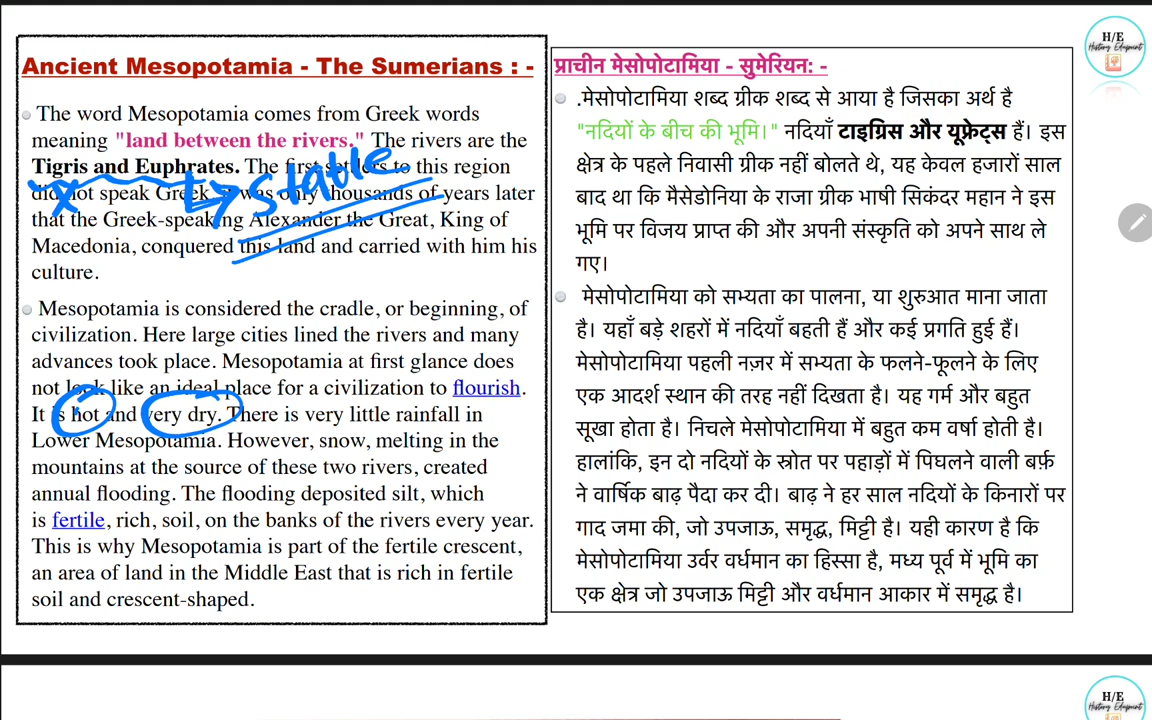 Ancient Mesopotamia - The Sumerians : -
The word Mesopotamia comes from Greek words
meaning "land between the rivers." The rivers are the
Tigris and Euphrates. The first settlers to this region
did not speak Greek, it was only thousands of years later
that the Greek-speaking Alexander the Great, King of
Macedonia, conquered this land and carried with him his
culture.
stable
Mesopotamia is considered the cradle, or beginning, of
civilization. Here large cities lined the rivers and many
advances took place. Mesopotamia at first glance does
not look like an ideal place for a civilization to flourish.
It is hot and very dry. There is very little rainfall in
Lower Mesopotamia. However, snow, melting in the
mountains at the source of these two rivers, created
annual flooding. The flooding deposited silt, which
is fertile, rich, soil, on the banks of the rivers every year.
This is why Mesopotamia is part of the fertile crescent,
an area of land in the Middle East that is rich in fertile
soil and crescent-shaped.
प्राचीन मेसोपोटामिया - सुमेरियन: -
.मेसोपोटामिया शब्द ग्रीक शब्द से आया है जिसका अर्थ है
"नदियों के बीच की भूमि।" नदियाँ टाइग्रिस और यूफ्रेट्स हैं। इस
क्षेत्र के पहले निवासी ग्रीक नहीं बोलते थे, यह केवल हजारों साल
बाद था कि मैसेडोनिया के राजा ग्रीक भाषी सिकंदर महान ने इस
भूमि पर विजय प्राप्त की और अपनी संस्कृति को अपने साथ ले
गए।
मेसोपोटामिया को सभ्यता का पालना, या शुरुआत माना जाता
है। यहाँ बड़े शहरों में नदियाँ बहती हैं और कई प्रगति हुई हैं।
मेसोपोटामिया पहली नज़र में सभ्यता के फलने-फूलने के लिए
एक आदर्श स्थान की तरह नहीं दिखता है। यह गर्म और बहुत
सूखा होता है। निचले मेसोपोटामिया में बहुत कम वर्षा होती है।
हालांकि, इन दो नदियों के स्रोत पर पहाड़ों में पिघलने वाली बर्फ़
ने वार्षिक बाढ़ पैदा कर दी। बाढ़ ने हर साल नदियों के किनारों पर
गाद जमा की, जो उपजाऊ, समृद्ध, मिट्टी है। यही कारण है कि
मेसोपोटामिया उर्वर वर्धमान का हिस्सा है, मध्य पूर्व में भूमि का
एक क्षेत्र जो उपजाऊ मिट्टी और वर्धमान आकार में समृद्ध है।
H/E
History Edupoint
H/E
History Edupoint